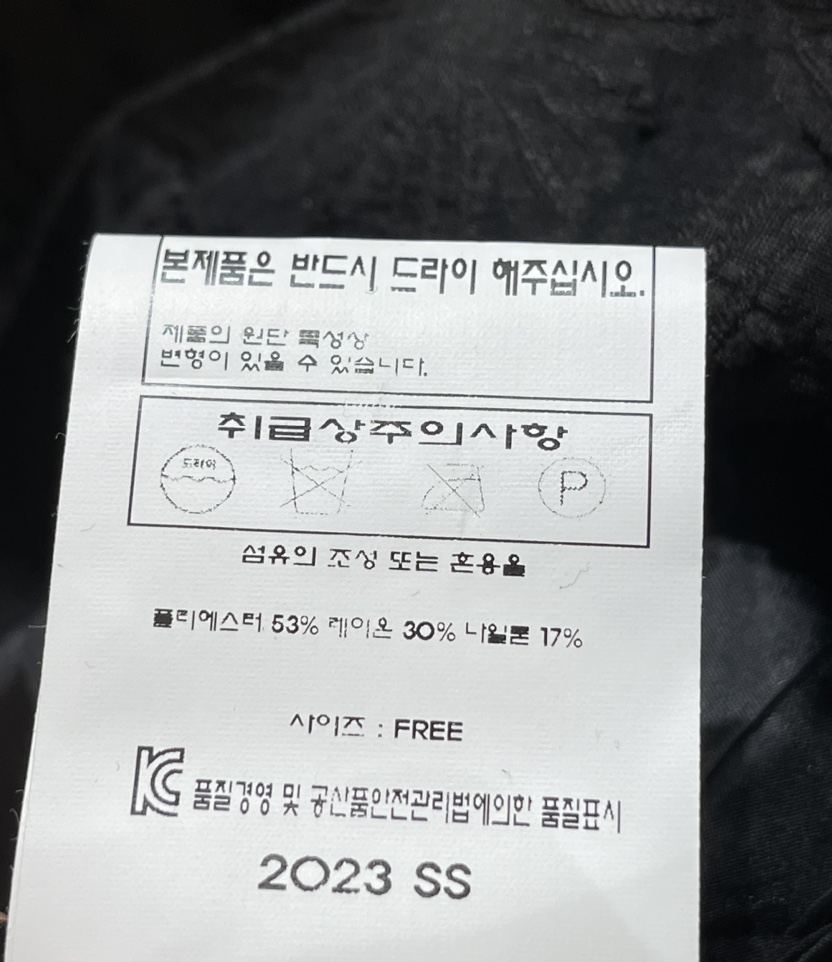 본제품은 반드시 드라이 해주십시오.
제품의 원단 특성상
변형이 있을 수 있습니다.
취급상주의사항
드라이
P
섬유의 조성 또는 혼용율
폴리에스터 53% 레이온 30% 나일론 17%
사이즈 : FREE
KC 품질경영 및 공산품안전관리법에의한 품질표시
2023 SS